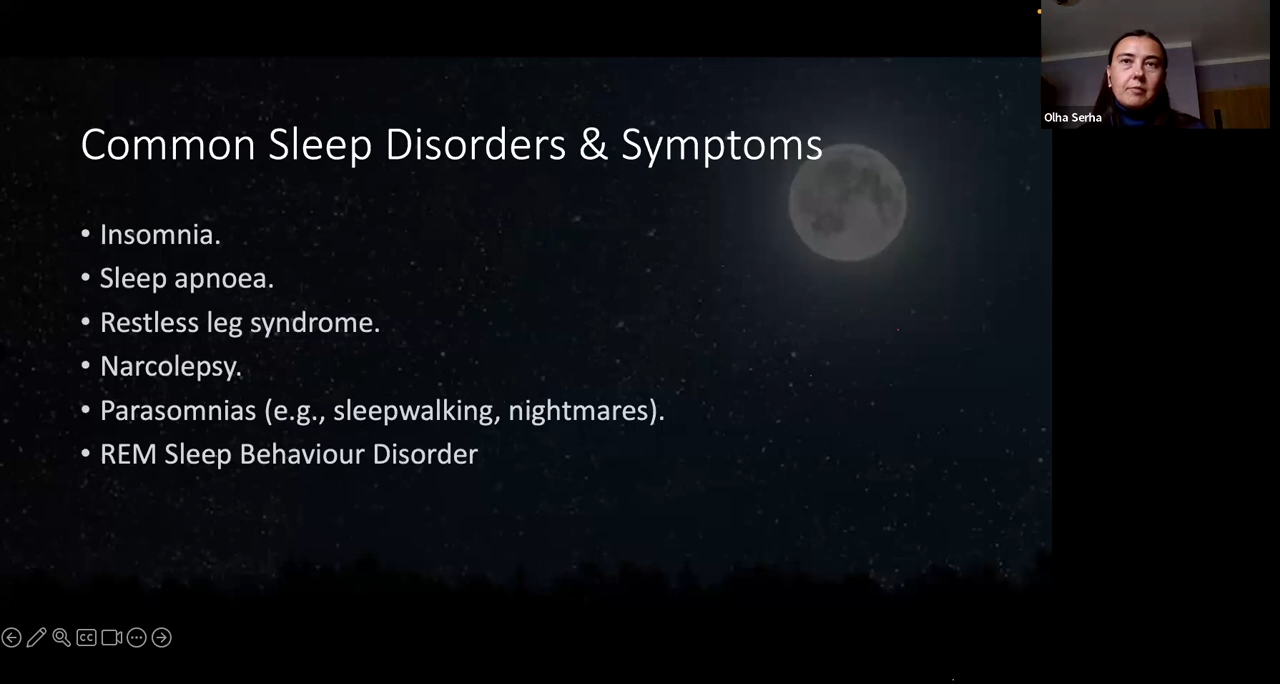 Common Sleep Disorders & Symptoms
• Insomnia.
• Sleep apnoea.
• Restless leg syndrome.
• Narcolepsy.
• Parasomnias (e.g., sleepwalking, nightmares).
• REM Sleep Behaviour Disorder
Olha Serha
CC